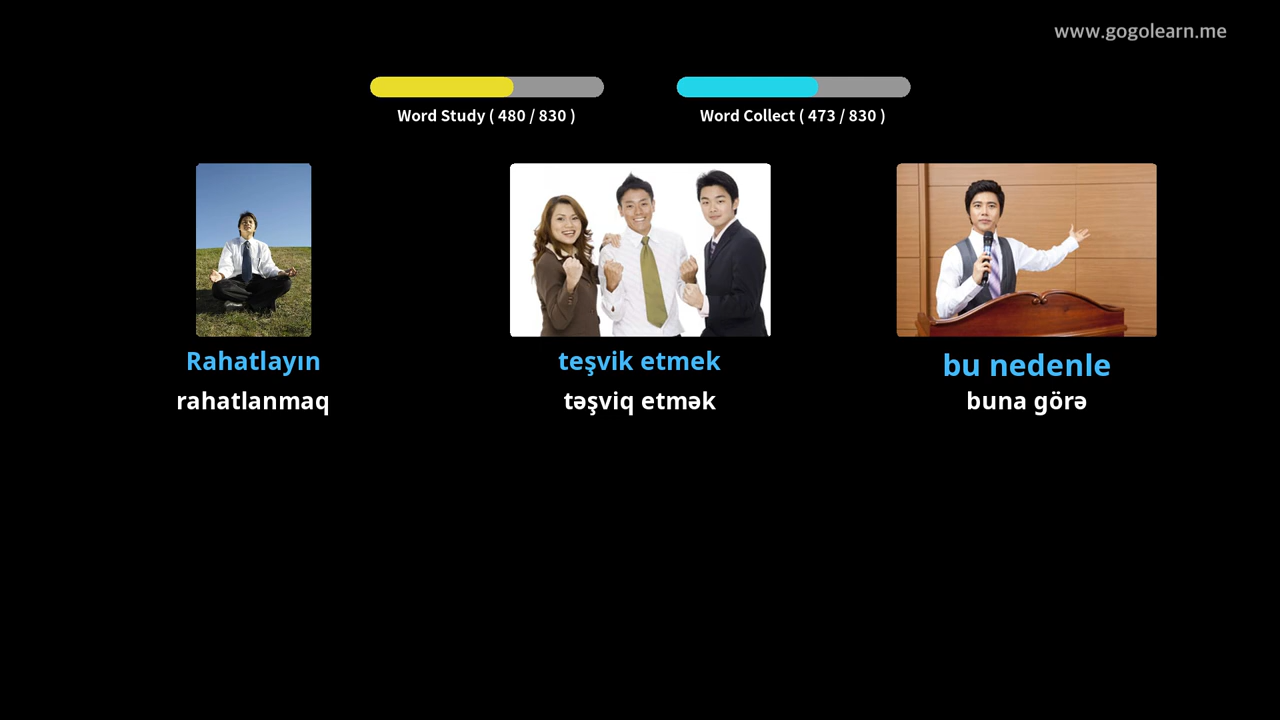 www.gogolearn.me
Word Study ( 480 / 830 )
Word Collect ( 473 / 830 )
Rahatlayın
teşvik etmek
bu nedenle
rahatlanmaq
təşviq etmək
buna görə